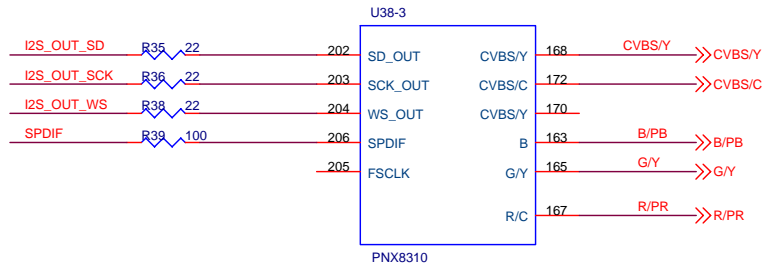 U38-3
I2S_OUT_SD R35 22 202 SD_OUT CVBS/Y 168 CVBS/Y CVBS/Y
I2S_OUT_SCK R36 22 203 SCK_OUT CVBS/C 172 CVBS/C
I2S_OUT_WS R38 22 204 WS_OUT CVBS/Y 170
SPDIF R39 100 206 SPDIF B 163 B/PB B/PB
205 FSCLK G/Y 165 G/Y G/Y
R/C 167 R/PR R/PR
PNX8310